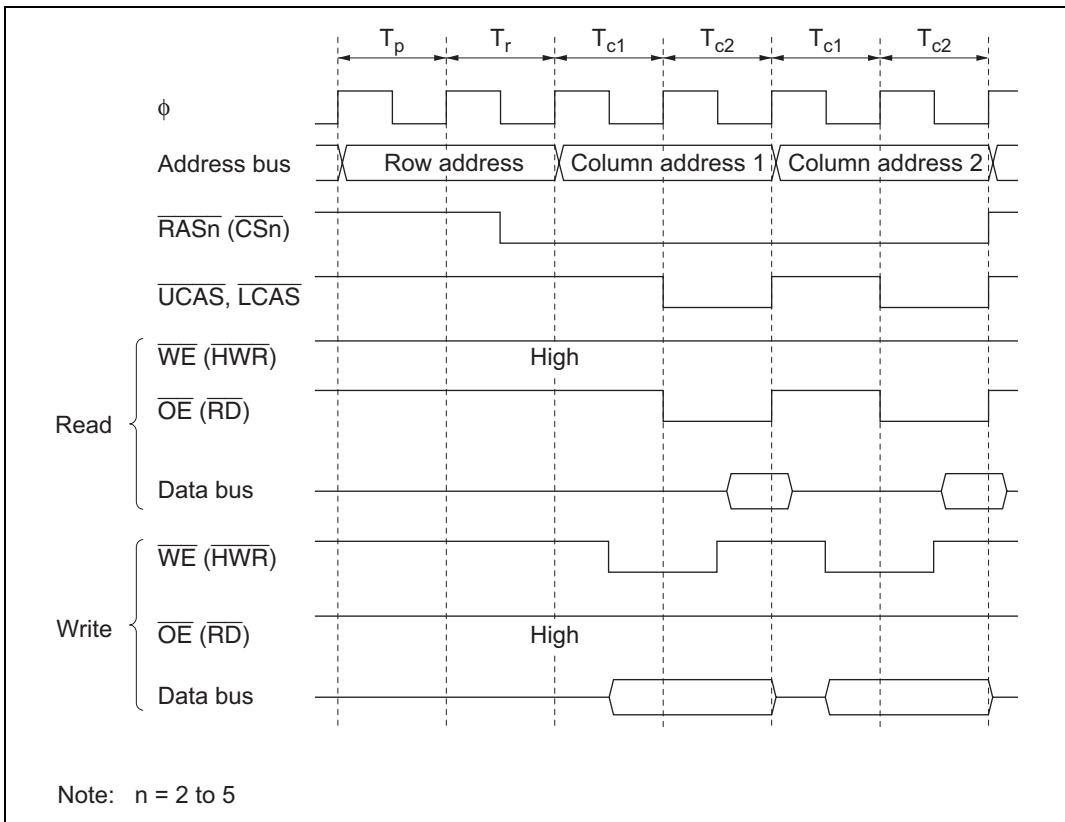 Tp Tr Tc1 Tc2 Tc1 Tc2
φ
Address bus Row address Column address 1 Column address 2
RASn (CSn)
UCAS, LCAS
WE (HWR) High
Read OE (RD)
Data bus
WE (HWR)
Write OE (RD) High
Data bus
Note: n = 2 to 5